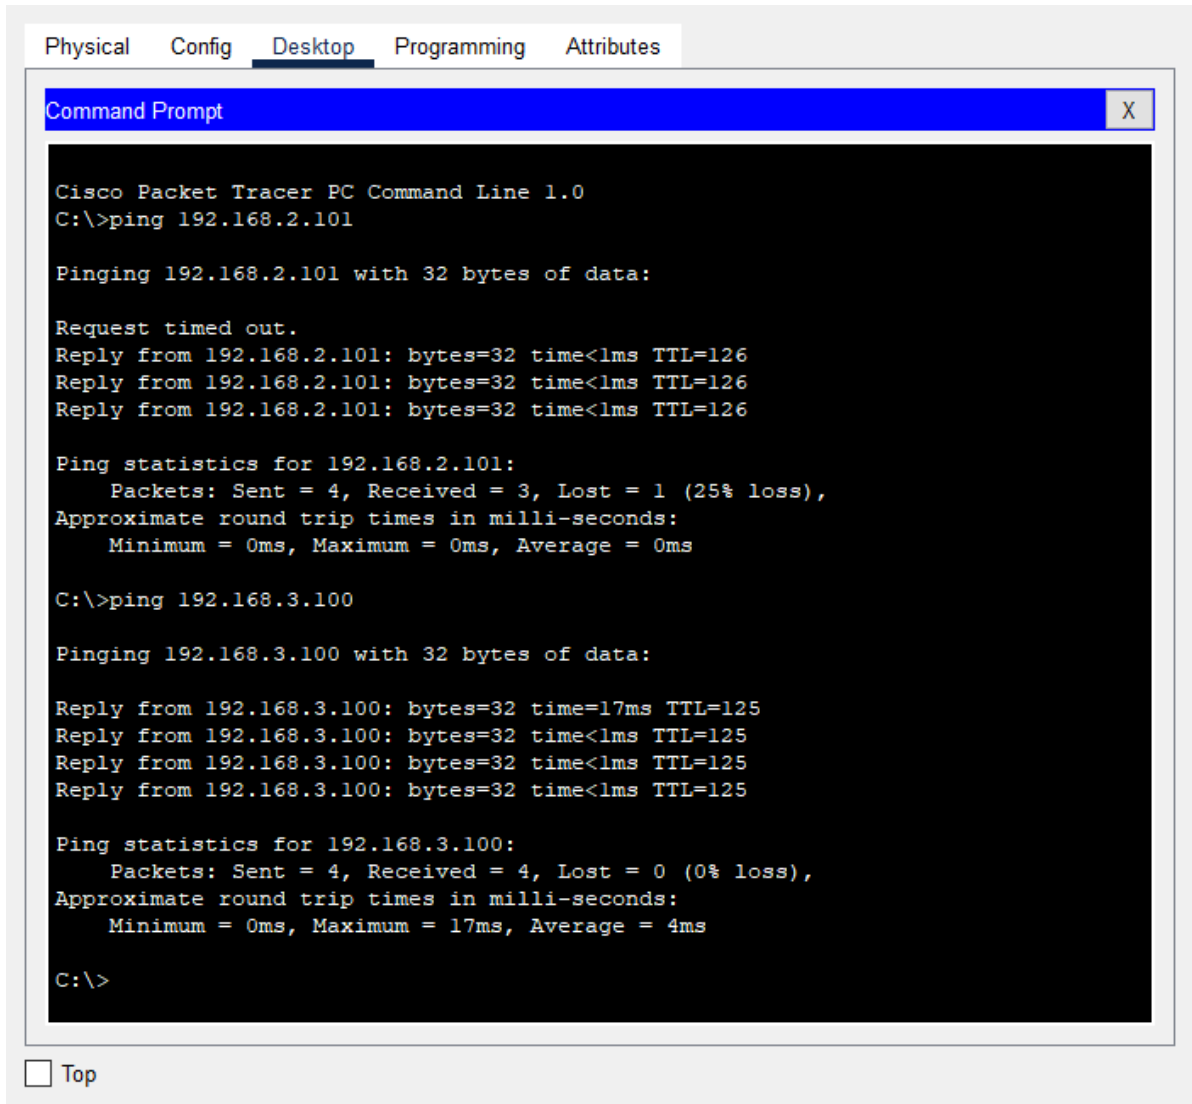 Physical Config Desktop Programming Attributes
Command Prompt X
Cisco Packet Tracer PC Command Line 1.0
C:\>ping 192.168.2.101
Pinging 192.168.2.101 with 32 bytes of data:
Request timed out.
Reply from 192.168.2.101: bytes=32 time<1ms TTL=126
Reply from 192.168.2.101: bytes=32 time<1ms TTL=126
Reply from 192.168.2.101: bytes=32 time<1ms TTL=126
Ping statistics for 192.168.2.101:
Packets: Sent = 4, Received = 3, Lost = 1 (25% loss),
Approximate round trip times in milli-seconds:
Minimum = 0ms, Maximum = 0ms, Average = 0ms
C:\>ping 192.168.3.100
Pinging 192.168.3.100 with 32 bytes of data:
Reply from 192.168.3.100: bytes=32 time=17ms TTL=125
Reply from 192.168.3.100: bytes=32 time<1ms TTL=125
Reply from 192.168.3.100: bytes=32 time<1ms TTL=125
Reply from 192.168.3.100: bytes=32 time<1ms TTL=125
Ping statistics for 192.168.3.100:
Packets: Sent = 4, Received = 4, Lost = 0 (0% loss),
Approximate round trip times in milli-seconds:
Minimum = 0ms, Maximum = 17ms, Average = 4ms
C:\>
Top